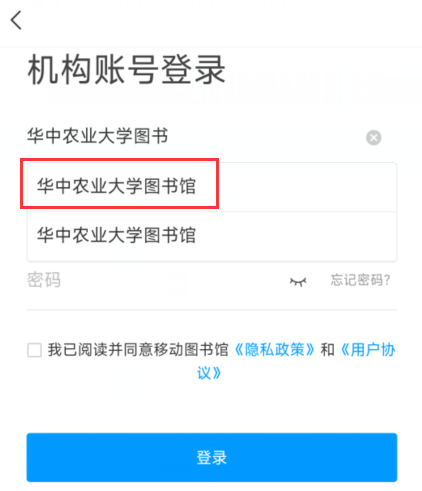 机构账号登录
华中农业大学图书
华中农业大学图书馆
华中农业大学图书馆
密码 忘记密码？
我已阅读并同意移动图书馆《隐私政策》和《用户协
议》
登录